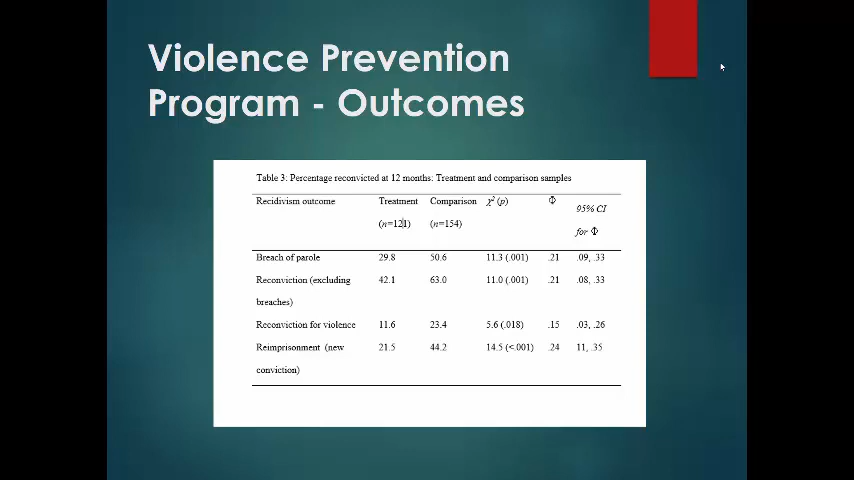 Violence Prevention
Program - Outcomes
Table 3: Percentage reconvicted at 12 months: Treatment and comparison samples
Recidivism outcome Treatment Comparison χ² (p) Φ 95% CI
(n=121) (n=154) for Φ
Breach of parole 29.8 50.6 11.3 (.001) .21 .09, .33
Reconviction (excluding 42.1 63.0 11.0 (.001) .21 .08, .33
breaches)
Reconviction for violence 11.6 23.4 5.6 (.018) .15 .03, .26
Reimprisonment (new 21.5 44.2 14.5 (<.001) .24 11, .35
conviction)